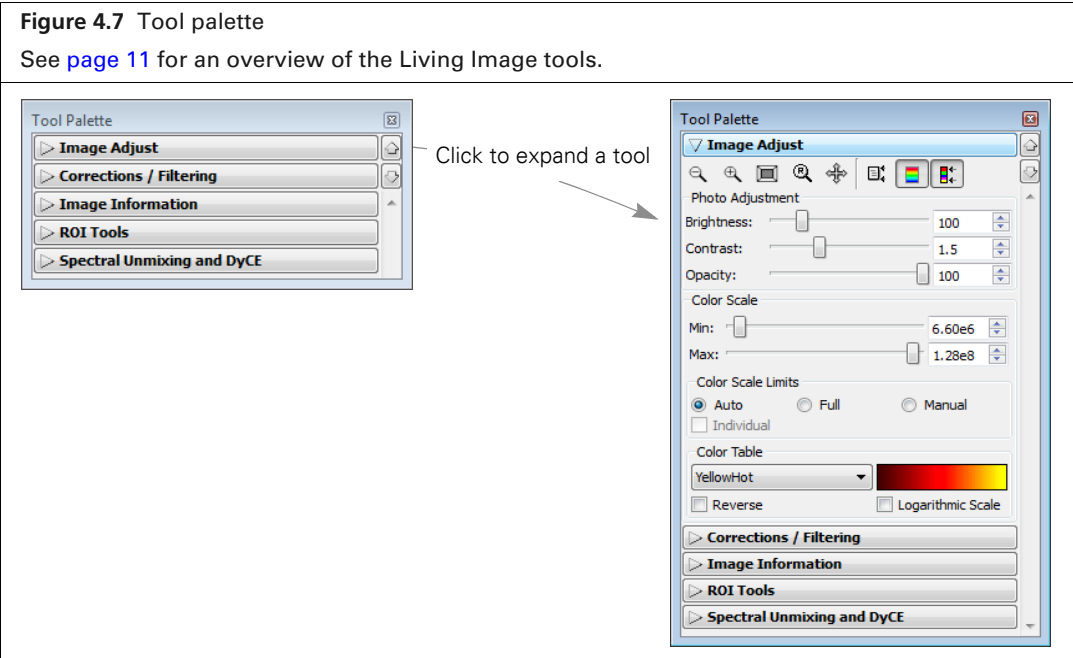 Figure 4.7 Tool palette
See page 11 for an overview of the Living Image tools.
Tool Palette
Image Adjust
Corrections / Filtering
Image Information
ROI Tools
Spectral Unmixing and DyCE
Click to expand a tool
Tool Palette
Image Adjust
R
Photo Adjustment
Brightness: 100
Contrast: 1.5
Opacity: 100
Color Scale
Min: 6.60e6
Max: 1.28e8
Color Scale Limits
Auto Full Manual
Individual
Color Table
YellowHot
Reverse Logarithmic Scale
Corrections / Filtering
Image Information
ROI Tools
Spectral Unmixing and DyCE